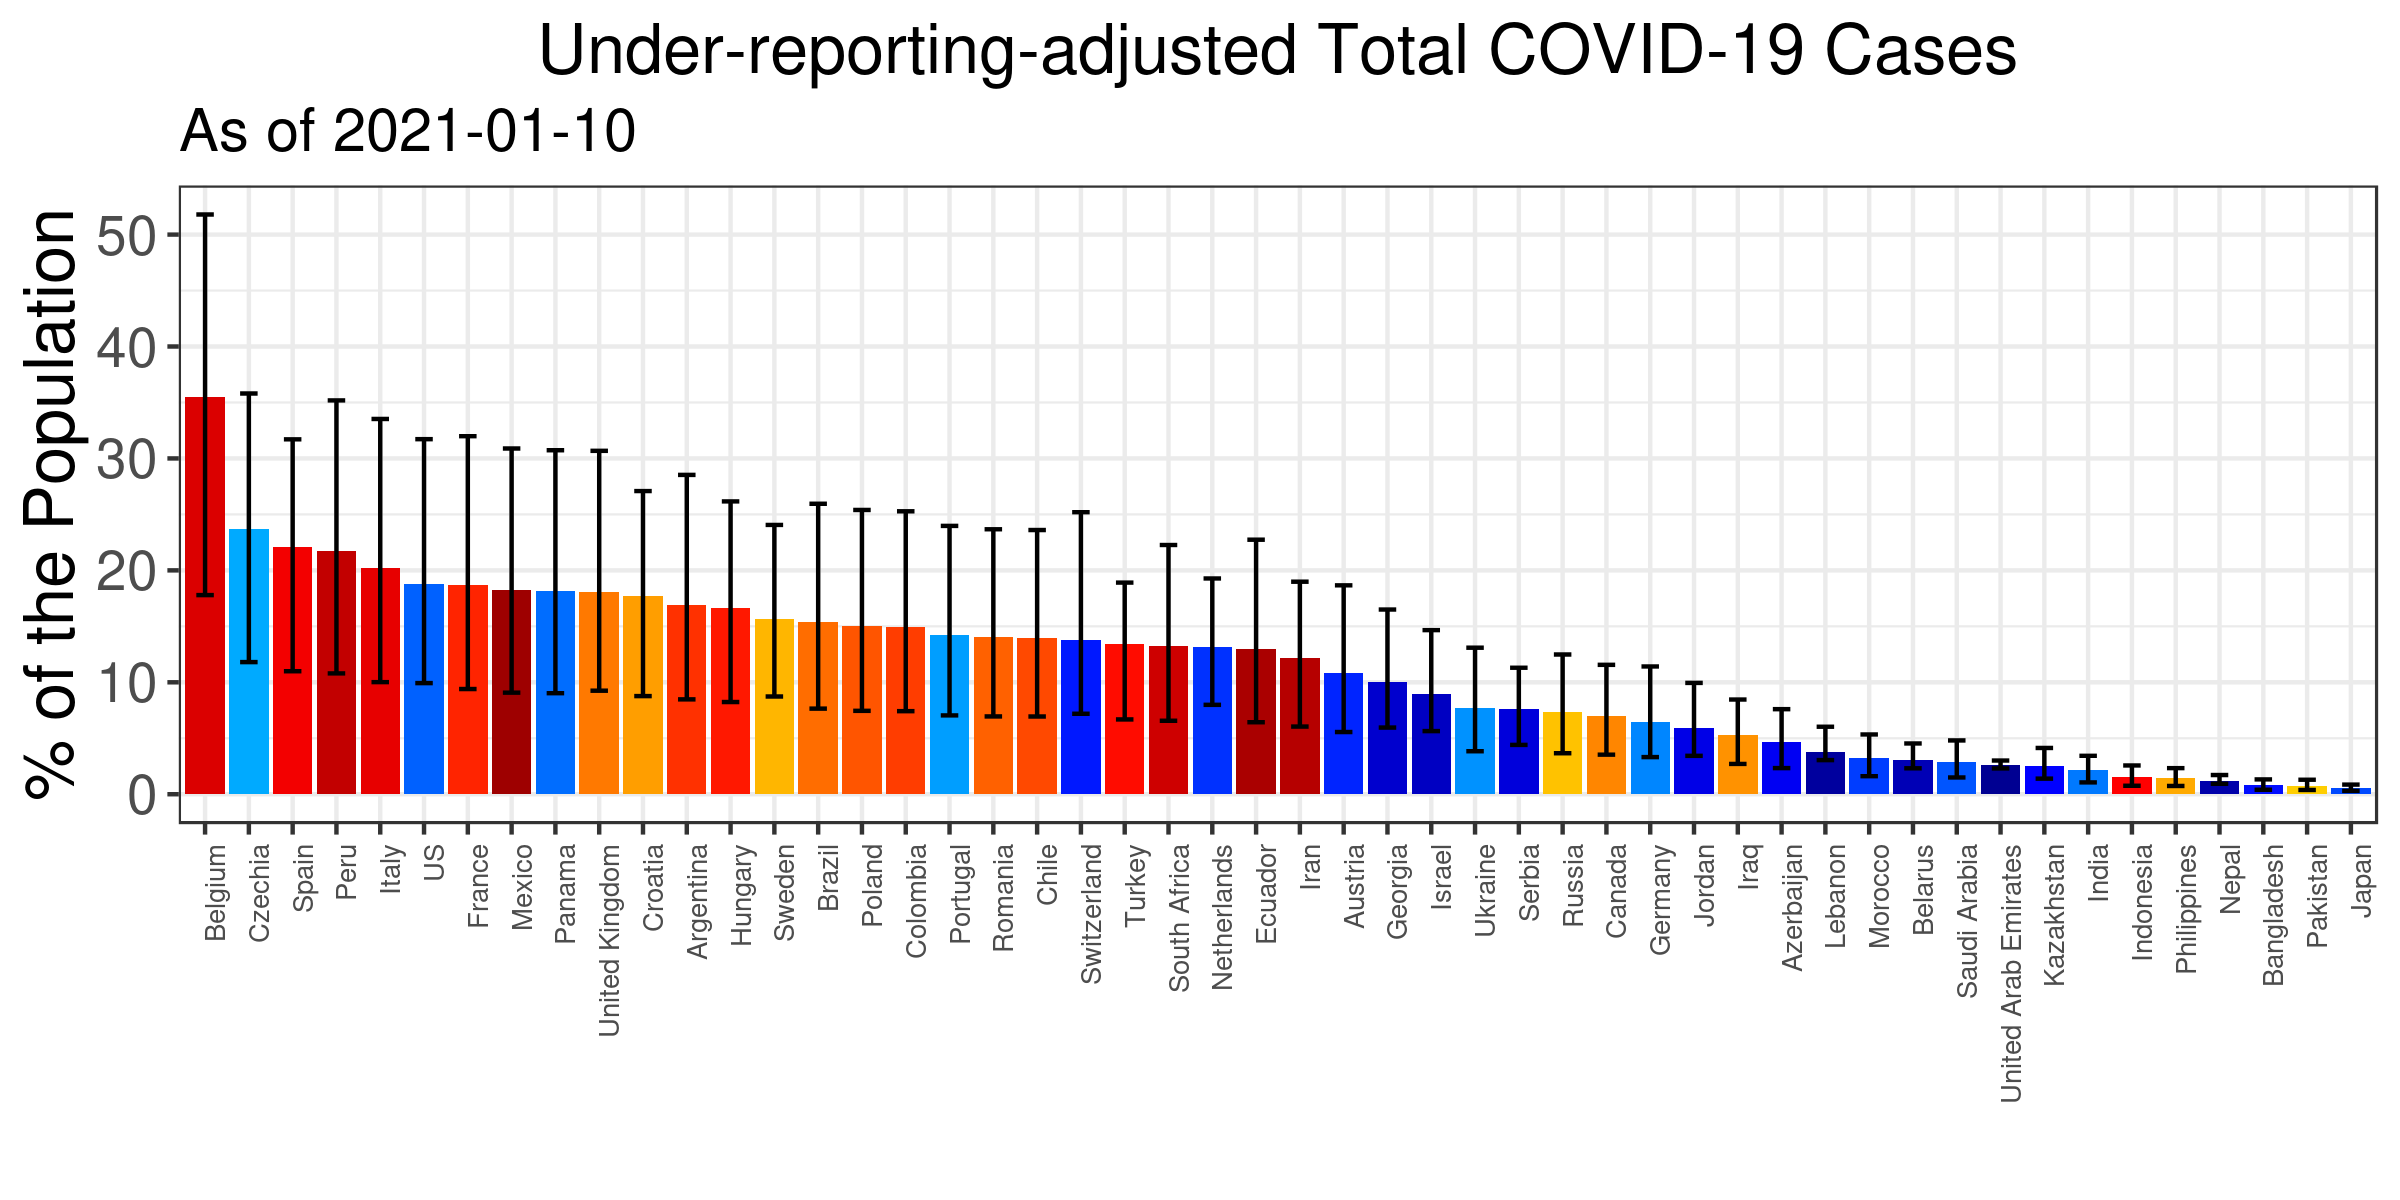 Under-reporting-adjusted Total COVID-19 Cases
As of 2021-01-10
% of the Population
50
40
30
20
10
0
Belgium
Czechia
Spain
Peru
Italy
US
France
Mexico
Panama
United Kingdom
Croatia
Argentina
Hungary
Sweden
Brazil
Poland
Colombia
Portugal
Romania
Chile
Switzerland
Turkey
South Africa
Netherlands
Ecuador
Iran
Austria
Georgia
Israel
Ukraine
Serbia
Russia
Canada
Germany
Jordan
Iraq
Azerbaijan
Lebanon
Morocco
Belarus
Saudi Arabia
United Arab Emirates
Kazakhstan
India
Indonesia
Philippines
Nepal
Bangladesh
Pakistan
Japan